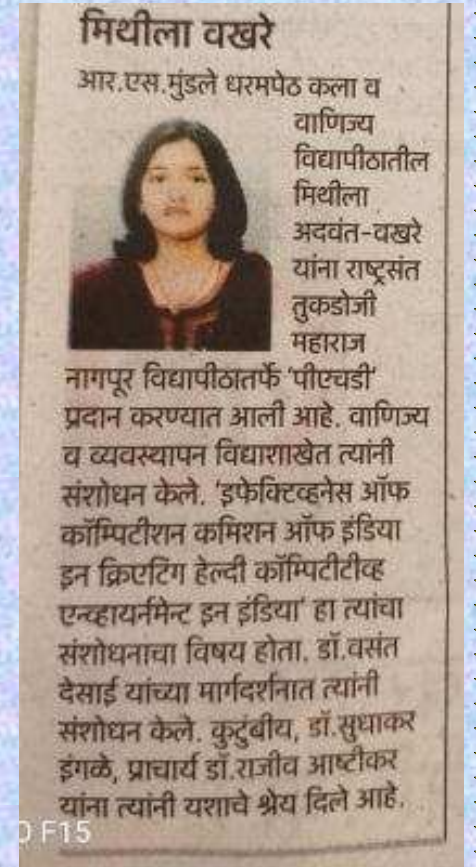 मिथीला वखरे
आर.एस.मुंडले धरमपेठ कला व
वाणिज्य
विद्यापीठातील
मिथीला
अदवंत-वखरे
यांना राष्ट्रसंत
तुकडोजी
महाराज
नागपूर विद्यापीठातर्फे 'पीएचडी'
प्रदान करण्यात आली आहे. वाणिज्य
व व्यवस्थापन विद्याशाखेत त्यांनी
संशोधन केले. 'इफेक्टिव्हनेस ऑफ
कॉम्पिटीशन कमिशन ऑफ इंडिया
इन क्रिएटिंग हेल्दी कॉम्पिटीटीव्ह
एन्व्हायर्नमेन्ट इन इंडिया' हा त्यांचा
संशोधनाचा विषय होता. डॉ.वसंत
देसाई यांच्या मार्गदर्शनात त्यांनी
संशोधन केले. कुटुंबीय, डॉ.सुधाकर
इंगळे, प्राचार्य डॉ.राजीव आष्टीकर
यांना त्यांनी यशाचे श्रेय दिले आहे.
F15